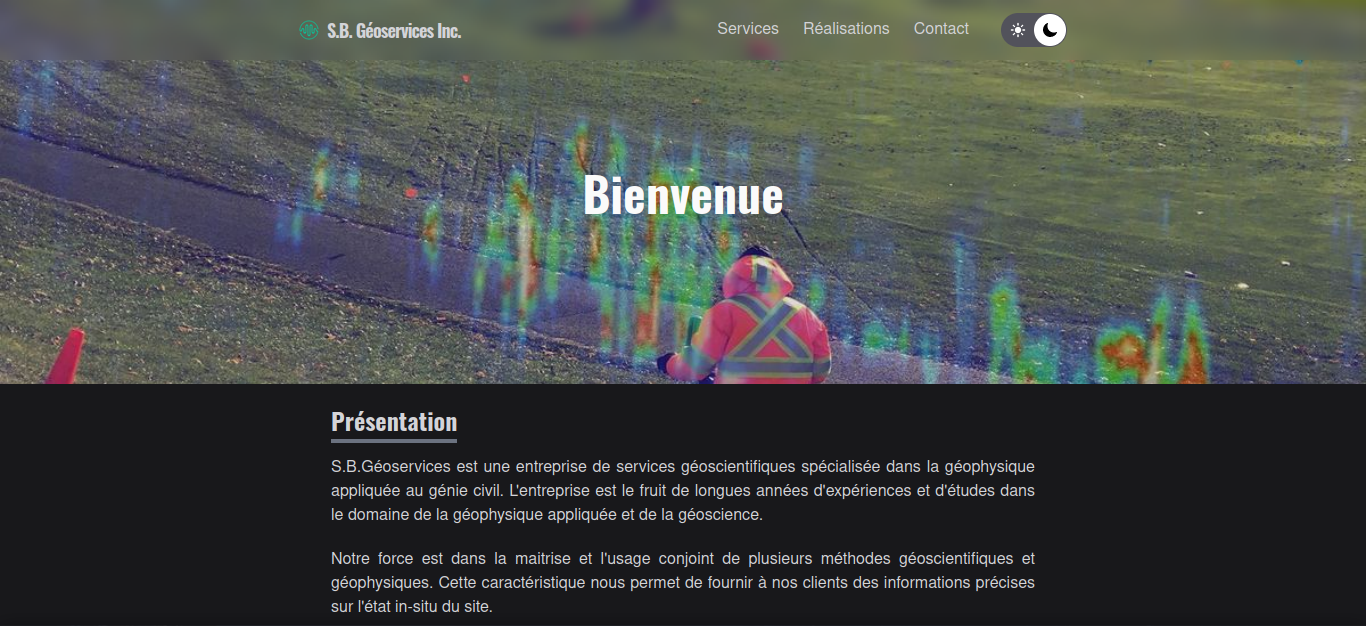 S.B. Géoservices Inc.
Services
Réalisations
Contact
Bienvenue
Présentation
S.B.Géoservices est une entreprise de services géoscientifiques spécialisée dans la géophysique
appliquée au génie civil. L'entreprise est le fruit de longues années d'expériences et d'études dans
le domaine de la géophysique appliquée et de la géoscience.
Notre force est dans la maitrise et l'usage conjoint de plusieurs méthodes géoscientifiques et
géophysiques. Cette caractéristique nous permet de fournir à nos clients des informations précises
sur l'état in-situ du site.